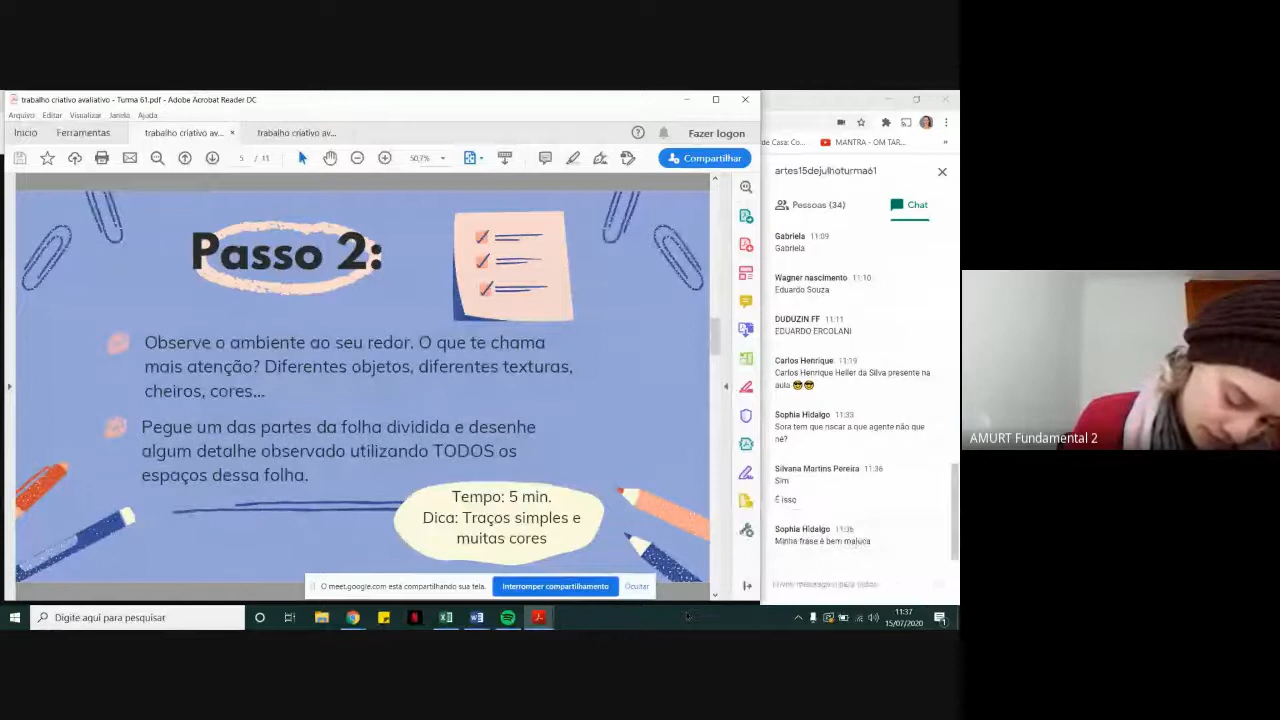 trabalho criativo avaliativo - Turma 61.pdf - Adobe Acrobat Reader DC
Arquivo Editar Visualizar Janela Ajuda
Início Ferramentas trabalho criativo av... × trabalho criativo av... Fazer logon
5 / 11 50,7% Compartilhar
Passo 2:
Observe o ambiente ao seu redor. O que te chama
mais atenção? Diferentes objetos, diferentes texturas,
cheiros, cores...
Pegue um das partes da folha dividida e desenhe
algum detalhe observado utilizando TODOS os
espaços dessa folha.
Tempo: 5 min.
Dica: Traços simples e
muitas cores
O meet.google.com está compartilhando sua tela. Interromper compartilhamento Ocultar
de Casa: Co... MANTRA - OM TAR... »
artes15dejulhoturma61
Pessoas (34) Chat
Gabriela 11:09
Gabriela
Wagner nascimento 11:10
Eduardo Souza
DUDUZIN FF 11:11
EDUARDO ERCOLANI
Carlos Henrique 11:19
Carlos Henrique Heller da Silva presente na
aula 😎😎
Sophia Hidalgo 11:33
Sora tem que riscar a que agente não que
né?
Silvana Martins Pereira 11:36
Sim
É isso
Sophia Hidalgo 11:36
Minha frase é bem maluca
AMURT Fundamental 2
Digite aqui para pesquisar
11:37
15/07/2020